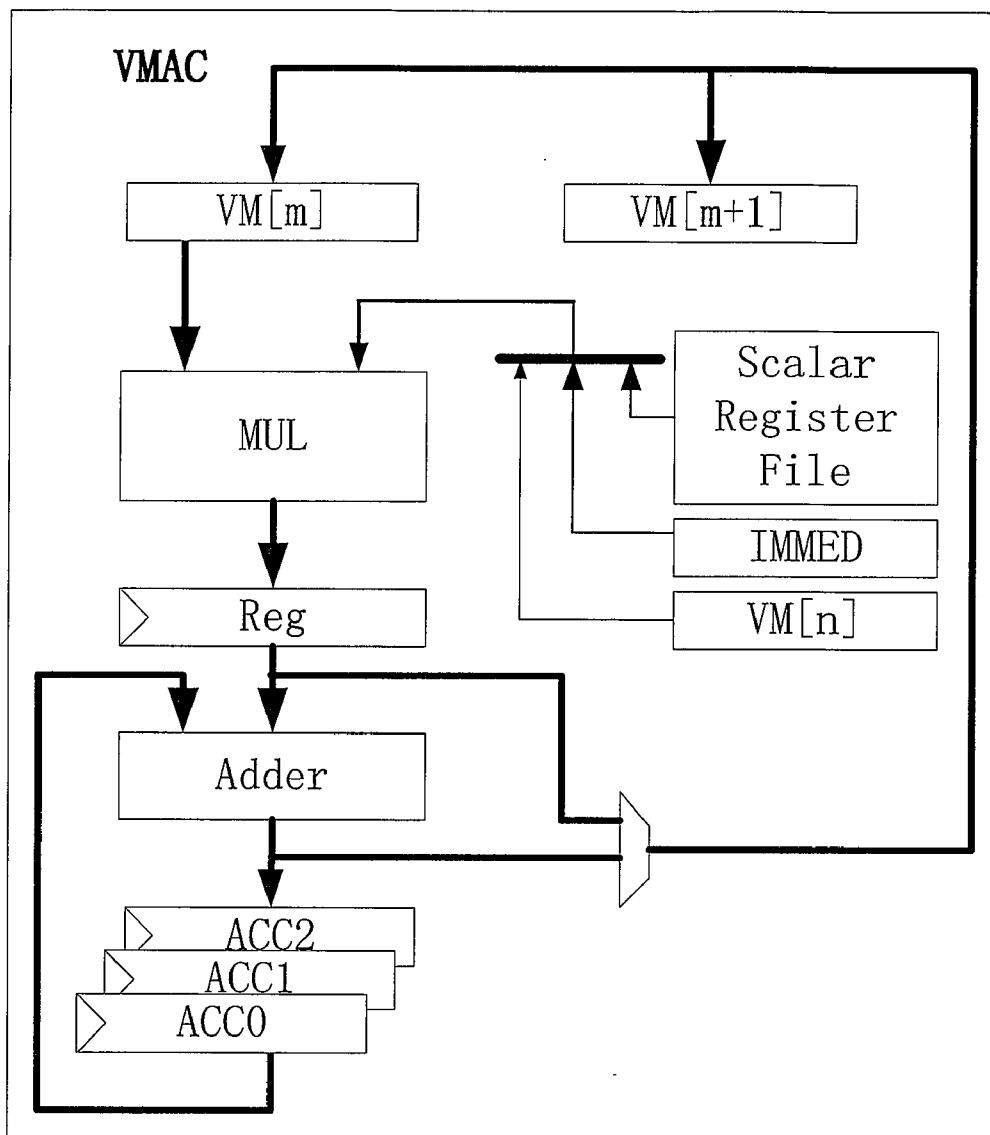 VMAC
VM[m]
VM[m+1]
MUL
Scalar
Register
File
IMMED
VM[n]
Reg
Adder
ACC2
ACC1
ACC0